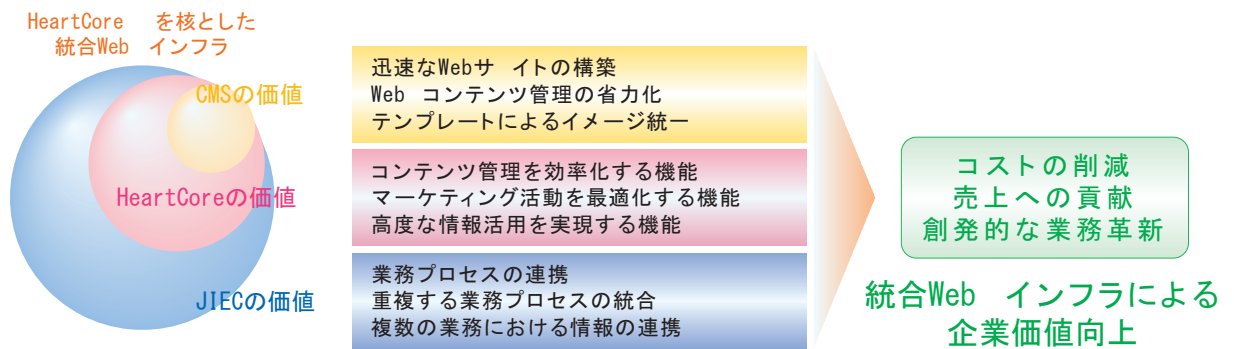 HeartCore を核とした
統合Web インフラ
CMSの価値
HeartCoreの価値
JIECの価値
迅速なWebサ イトの構築
Web コンテンツ管理の省力化
テンプレートによるイメージ統一
コンテンツ管理を効率化する機能
マーケティング活動を最適化する機能
高度な情報活用を実現する機能
業務プロセスの連携
重複する業務プロセスの統合
複数の業務における情報の連携
コストの削減
売上への貢献
創発的な業務革新
統合Web インフラによる
企業価値向上